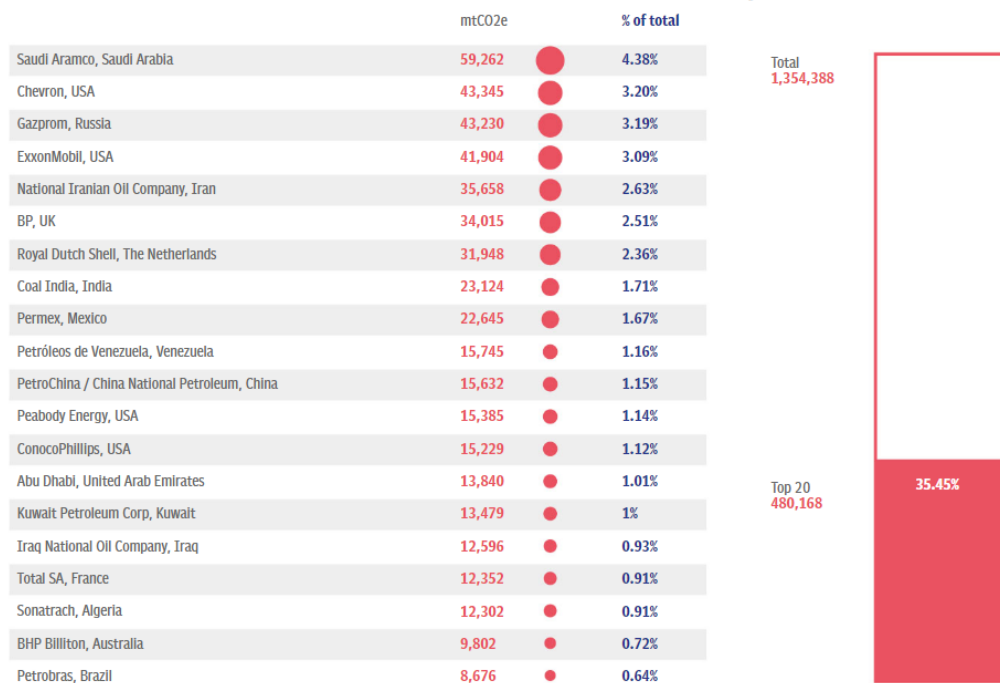 mtCO2e % of total
Saudi Aramco, Saudi Arabia 59,262 4.38%
Chevron, USA 43,345 3.20%
Gazprom, Russia 43,230 3.19%
ExxonMobil, USA 41,904 3.09%
National Iranian Oil Company, Iran 35,658 2.63%
BP, UK 34,015 2.51%
Royal Dutch Shell, The Netherlands 31,948 2.36%
Coal India, India 23,124 1.71%
Permex, Mexico 22,645 1.67%
Petróleos de Venezuela, Venezuela 15,745 1.16%
PetroChina / China National Petroleum, China 15,632 1.15%
Peabody Energy, USA 15,385 1.14%
ConocoPhillips, USA 15,229 1.12%
Abu Dhabi, United Arab Emirates 13,840 1.01%
Kuwait Petroleum Corp, Kuwait 13,479 1%
Iraq National Oil Company, Iraq 12,596 0.93%
Total SA, France 12,352 0.91%
Sonatrach, Algeria 12,302 0.91%
BHP Billiton, Australia 9,802 0.72%
Petrobras, Brazil 8,676 0.64%
Total
1,354,388
Top 20
480,168
35.45%